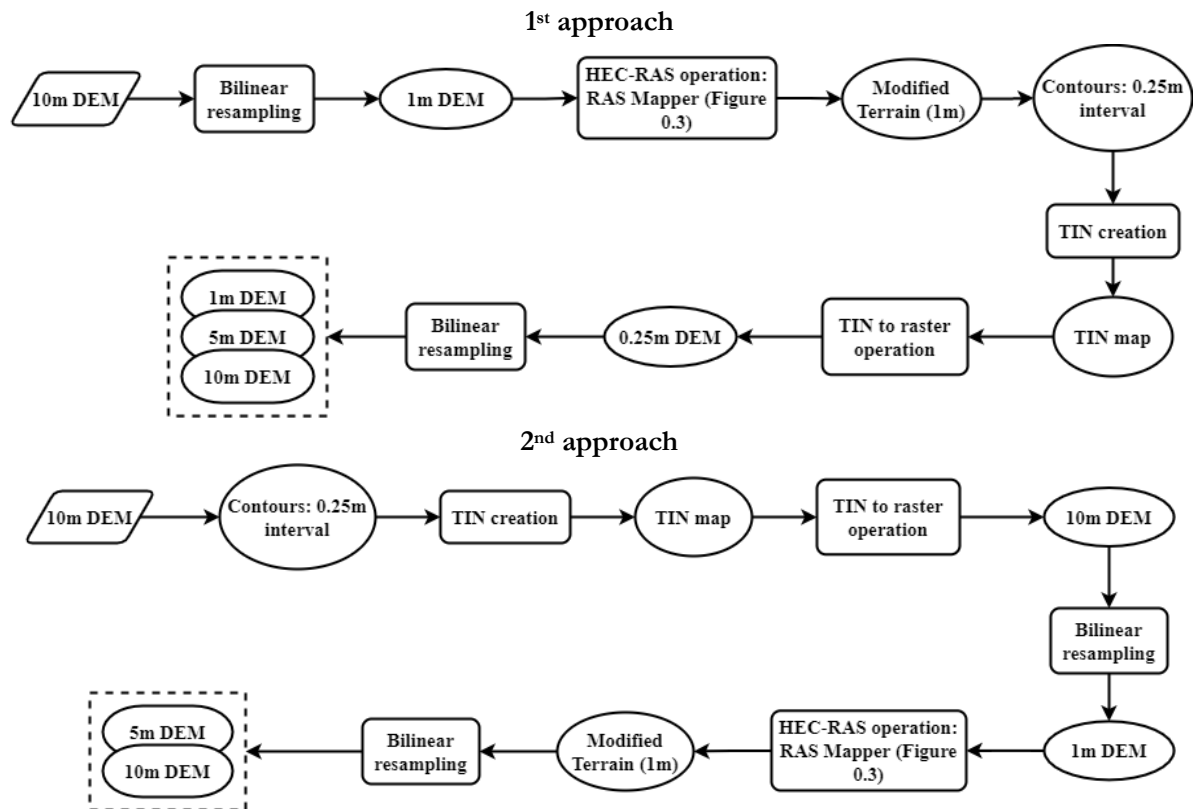 1st approach
10m DEM
Bilinear
resampling
1m DEM
HEC-RAS operation:
RAS Mapper (Figure
0.3)
Modified
Terrain (1m)
Contours: 0.25m
interval
TIN creation
TIN map
TIN to raster
operation
0.25m DEM
Bilinear
resampling
1m DEM
5m DEM
10m DEM
2nd approach
10m DEM
Contours: 0.25m
interval
TIN creation
TIN map
TIN to raster
operation
10m DEM
Bilinear
resampling
1m DEM
HEC-RAS operation:
RAS Mapper (Figure
0.3)
Modified
Terrain (1m)
Bilinear
resampling
5m DEM
10m DEM